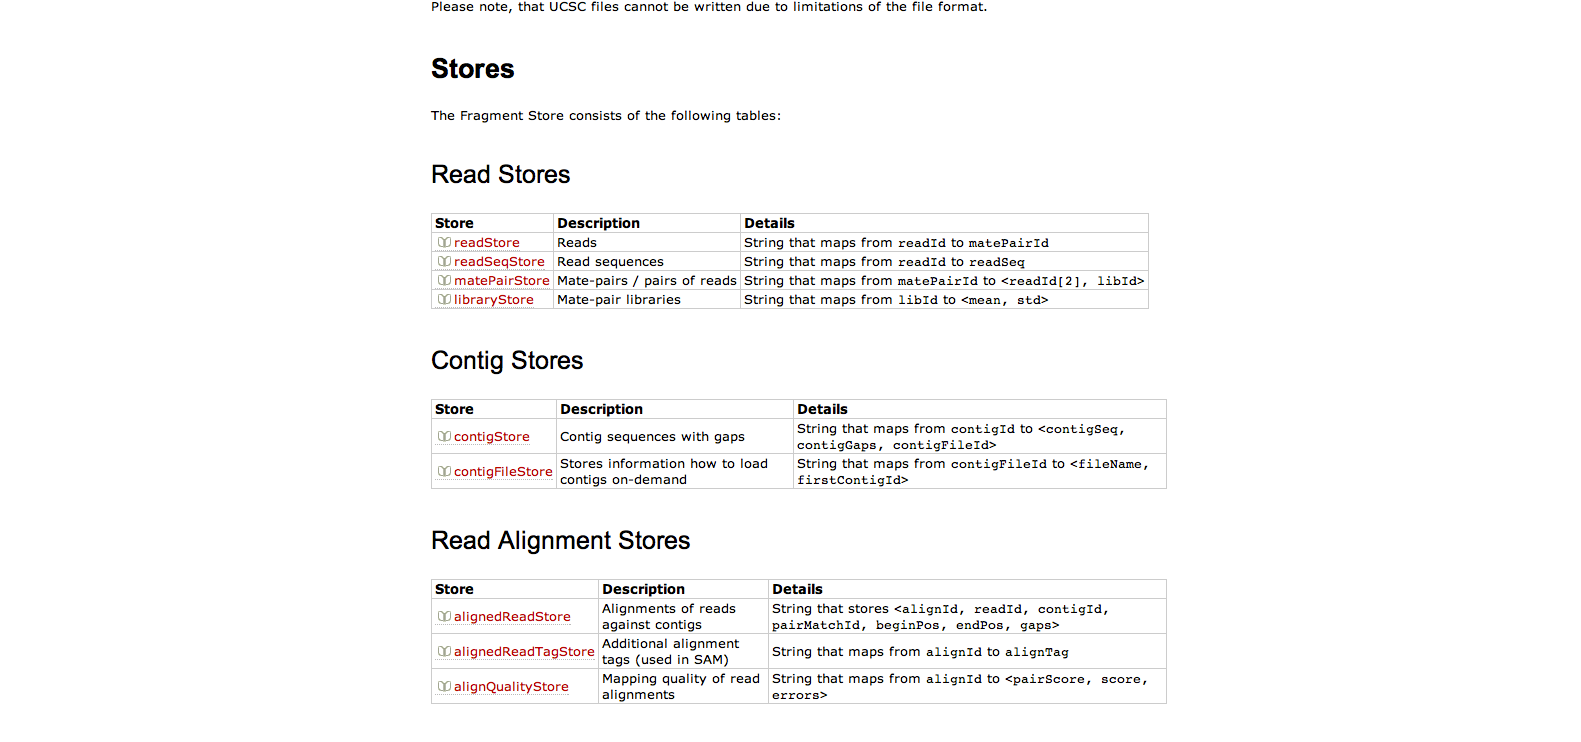 Please note, that UCSC files cannot be written due to limitations of the file format.
Stores
The Fragment Store consists of the following tables:
Read Stores
Store Description Details
readStore Reads String that maps from readId to matePairId
readSeqStore Read sequences String that maps from readId to readSeq
matePairStore Mate-pairs / pairs of reads String that maps from matePairId to <readId[2], libId>
libraryStore Mate-pair libraries String that maps from libId to <mean, std>
Contig Stores
Store Description Details
contigStore Contig sequences with gaps String that maps from contigId to <contigSeq,
contigGaps, contigFileId>
contigFileStore Stores information how to load
contigs on-demand String that maps from contigFileId to <fileName,
firstContigId>
Read Alignment Stores
Store Description Details
alignedReadStore Alignments of reads
against contigs String that stores <alignId, readId, contigId,
pairMatchId, beginPos, endPos, gaps>
alignedReadTagStore Additional alignment
tags (used in SAM) String that maps from alignId to alignTag
alignQualityStore Mapping quality of read
alignments String that maps from alignId to <pairScore, score,
errors>